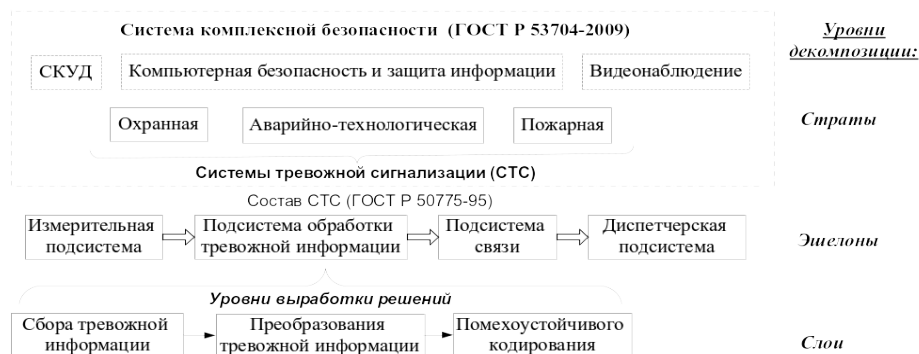 Система комплексной безопасности (ГОСТ Р 53704-2009)
Уровни
декомпозиции:
СКУД
Компьютерная безопасность и защита информации
Видеонаблюдение
Охранная
Аварийно-технологическая
Пожарная
Страты
Системы тревожной сигнализации (СТС)
Состав СТС (ГОСТ Р 50775-95)
Измерительная
подсистема
Подсистема обработки
тревожной информации
Подсистема
связи
Диспетчерская
подсистема
Эшелоны
Уровни выработки решений
Сбора тревожной
информации
Преобразования
тревожной информации
Помехоустойчивого
кодирования
Слои